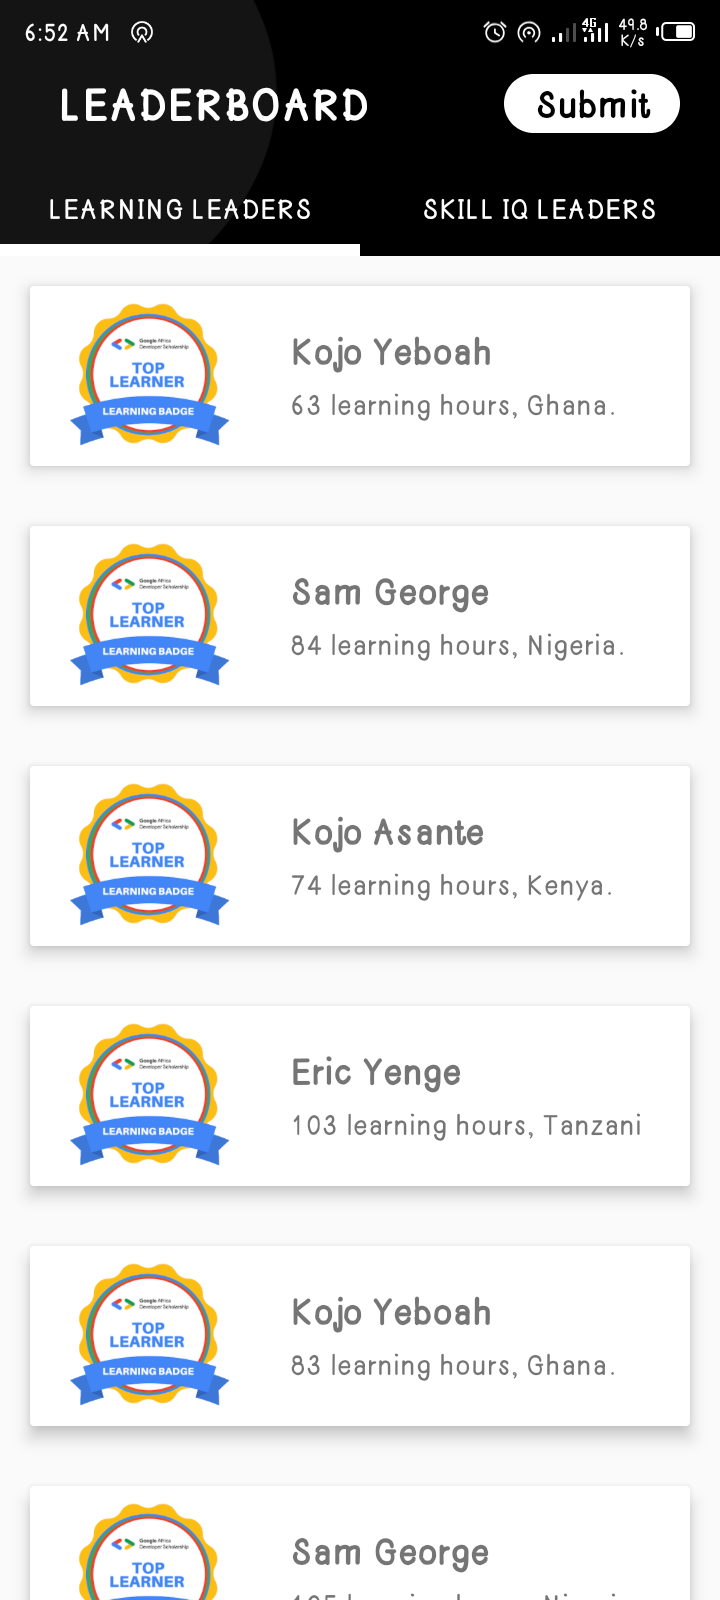 6:52 AM
4G
49.8
K/s
LEADERBOARD
Submit
LEARNING LEADERS
SKILL IQ LEADERS
Google Africa
Developer Scholarship
TOP
LEARNER
LEARNING BADGE
Kojo Yeboah
63 learning hours, Ghana.
Google Africa
Developer Scholarship
TOP
LEARNER
LEARNING BADGE
Sam George
84 learning hours, Nigeria.
Google Africa
Developer Scholarship
TOP
LEARNER
LEARNING BADGE
Kojo Asante
74 learning hours, Kenya.
Google Africa
Developer Scholarship
TOP
LEARNER
LEARNING BADGE
Eric Yenge
103 learning hours, Tanzani
Google Africa
Developer Scholarship
TOP
LEARNER
LEARNING BADGE
Kojo Yeboah
83 learning hours, Ghana.
Google Africa
Developer Scholarship
TOP
LEARNER
Sam George